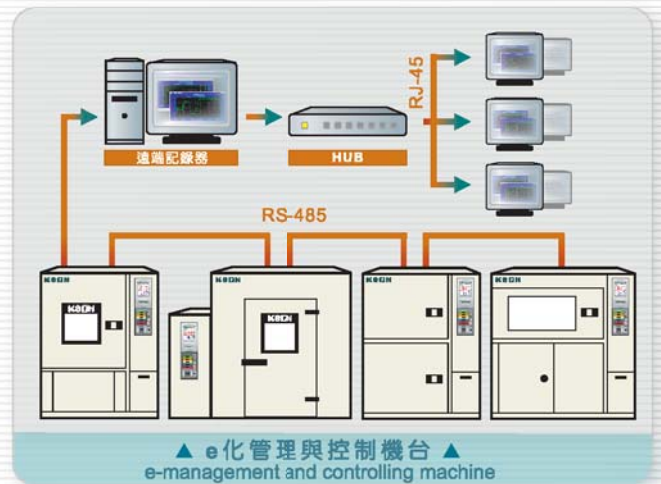 RJ-45
遠端記錄器
HUB
RS-485
KSON
KSON
KSON
KSON
KSON
KSON
▲ e化管理與控制機台 ▲
e-management and controlling machine